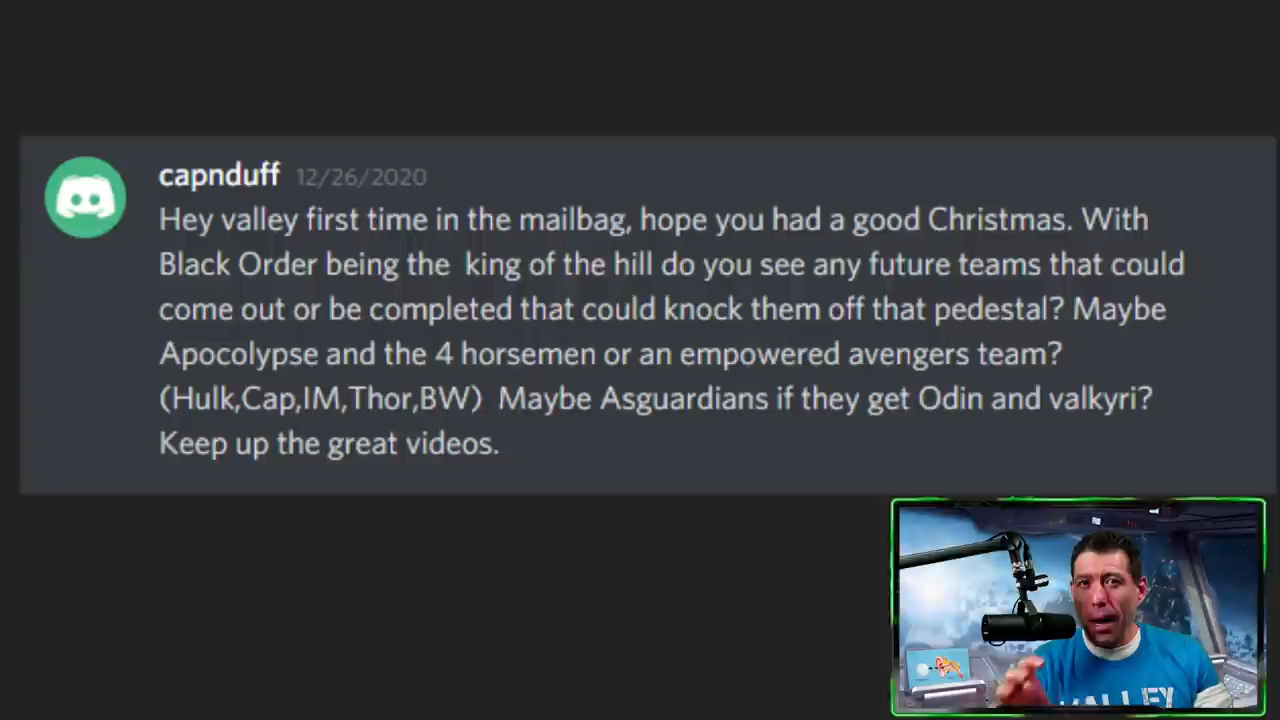 capnduff 12/26/2020
Hey valley first time in the mailbag, hope you had a good Christmas. With
Black Order being the king of the hill do you see any future teams that could
come out or be completed that could knock them off that pedestal? Maybe
Apocolypse and the 4 horsemen or an empowered avengers team?
(Hulk,Cap,IM,Thor,BW) Maybe Asguardians if they get Odin and valkyri?
Keep up the great videos.
VALLEY